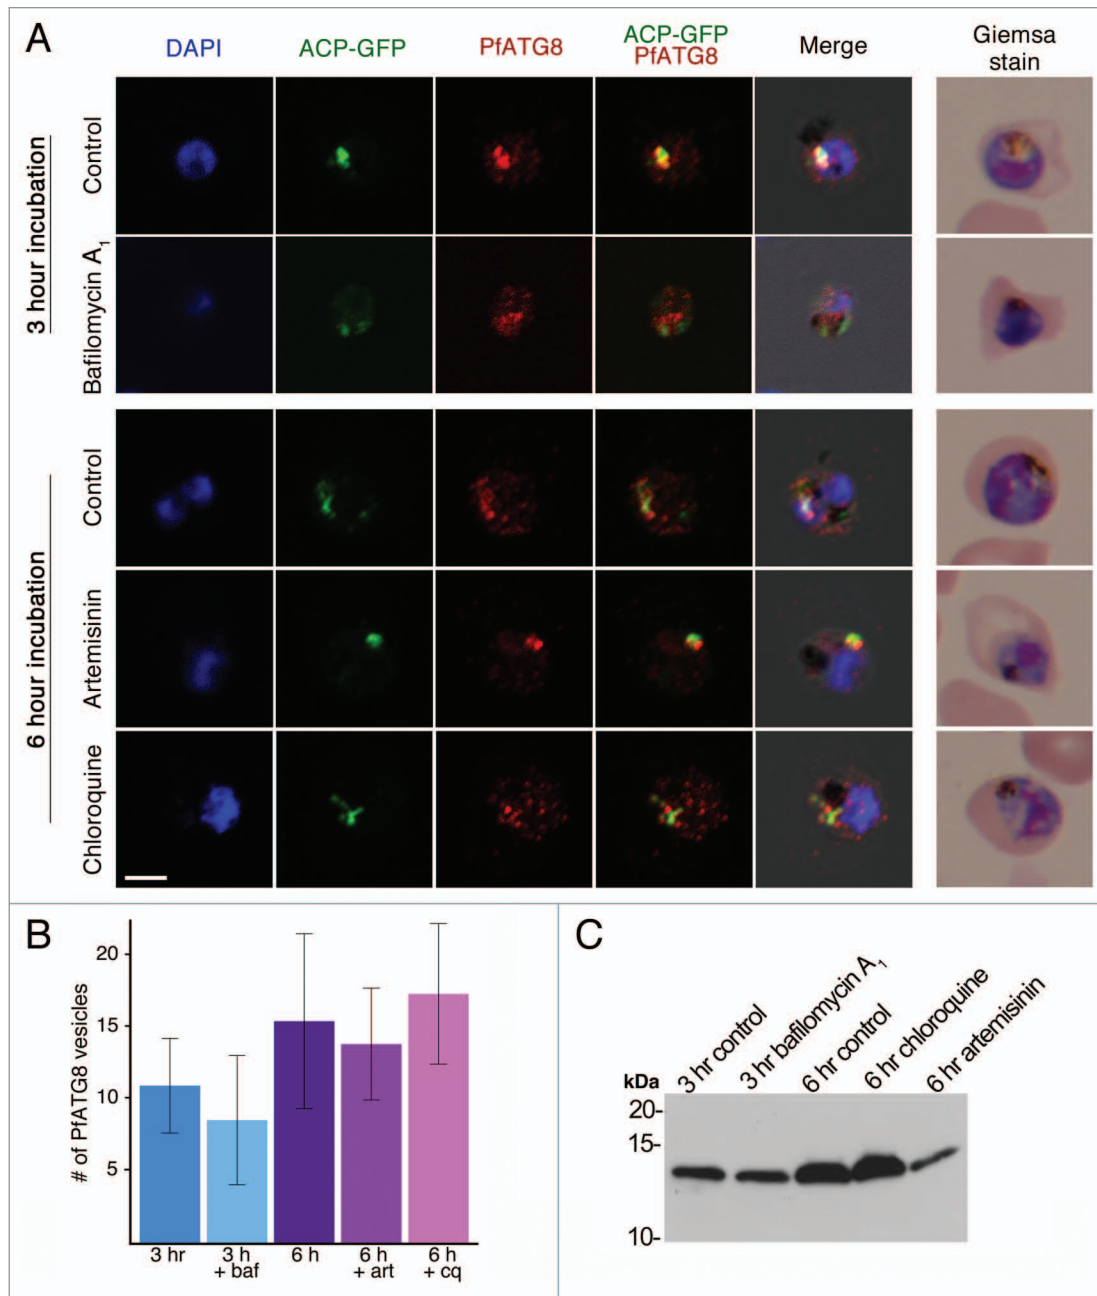 A
DAPI
ACP-GFP
PfATG8
ACP-GFP
PfATG8
Merge
Giemsa
stain
3 hour incubation
Control
Bafilomycin A1
6 hour incubation
Control
Artemisinin
Chloroquine
B
# of PfATG8 vesicles
20
15
10
5
3 hr
3 h
+ baf
6 h
6 h
+ art
6 h
+ cq
C
3 hr control
3 hr bafilomycin A1
6 hr control
6 hr chloroquine
6 hr artemisinin
kDa
20-
15-
10-